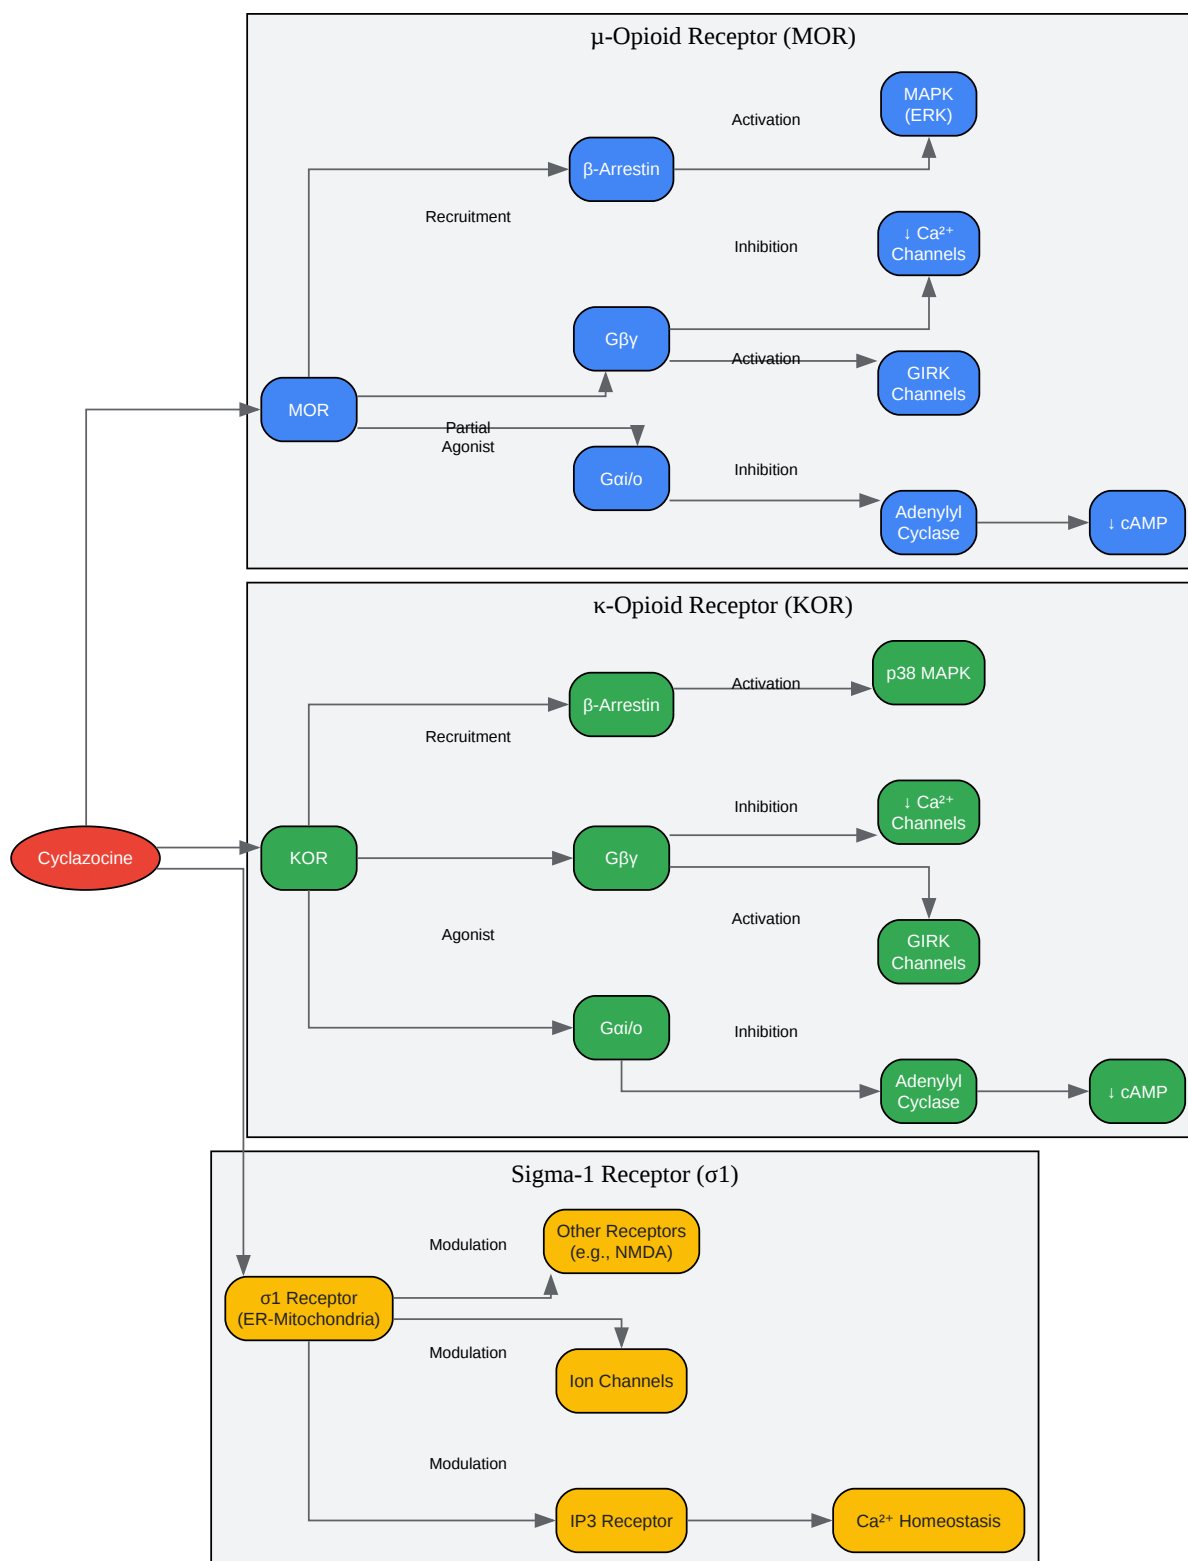 µ-Opioid Receptor (MOR)
MAPK
(ERK)
Activation
β-Arrestin
Recruitment
↓ Ca²⁺
Channels
Inhibition
Gβγ
Activation
GIRK
Channels
MOR
Partial
Agonist
Gαi/o
Inhibition
Adenylyl
Cyclase
↓ cAMP
κ-Opioid Receptor (KOR)
p38 MAPK
Activation
β-Arrestin
Recruitment
Inhibition
↓ Ca²⁺
Channels
Cyclazocine
KOR
Gβγ
Activation
Agonist
GIRK
Channels
Gαi/o
Inhibition
Adenylyl
Cyclase
↓ cAMP
Sigma-1 Receptor (σ1)
Modulation
Other Receptors
(e.g., NMDA)
σ1 Receptor
(ER-Mitochondria)
Modulation
Ion Channels
Modulation
IP3 Receptor
Ca²⁺ Homeostasis